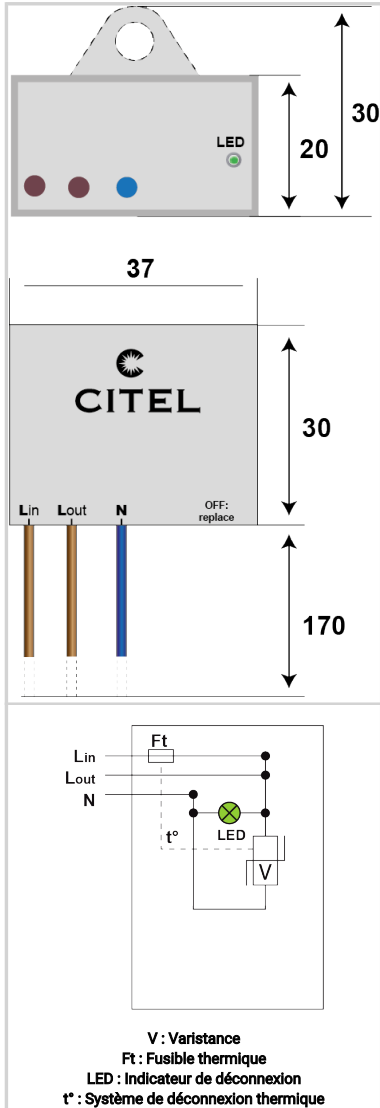 30
20
LED
37
CITEL
30
Lin Lout N
OFF:
replace
170
Ft
Lin
Lout
N
t°
LED
V
V : Varistance
Ft : Fusible thermique
LED : Indicateur de déconnexion
t° : Système de déconnexion thermique